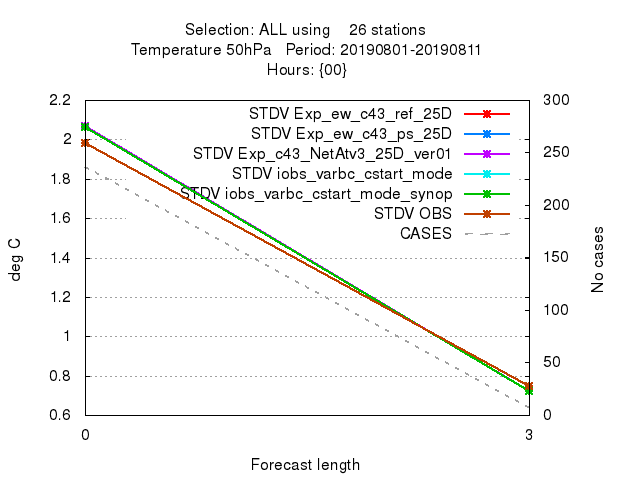 Selection: ALL using 26 stations
Temperature 50hPa Period: 20190801-20190811
Hours: {00}
2.2
2
1.8
1.6
1.4
1.2
1
0.8
0.6
300
250
200
150
100
50
0
STDV Exp_ew_c43_ref_25D
STDV Exp_ew_c43_ps_25D
STDV Exp_c43_NetAtv3_25D_ver01
STDV iobs_varbc_cstart_mode
STDV iobs_varbc_cstart_mode_synop
STDV OBS
CASES
deg C
No cases
0 3
Forecast length